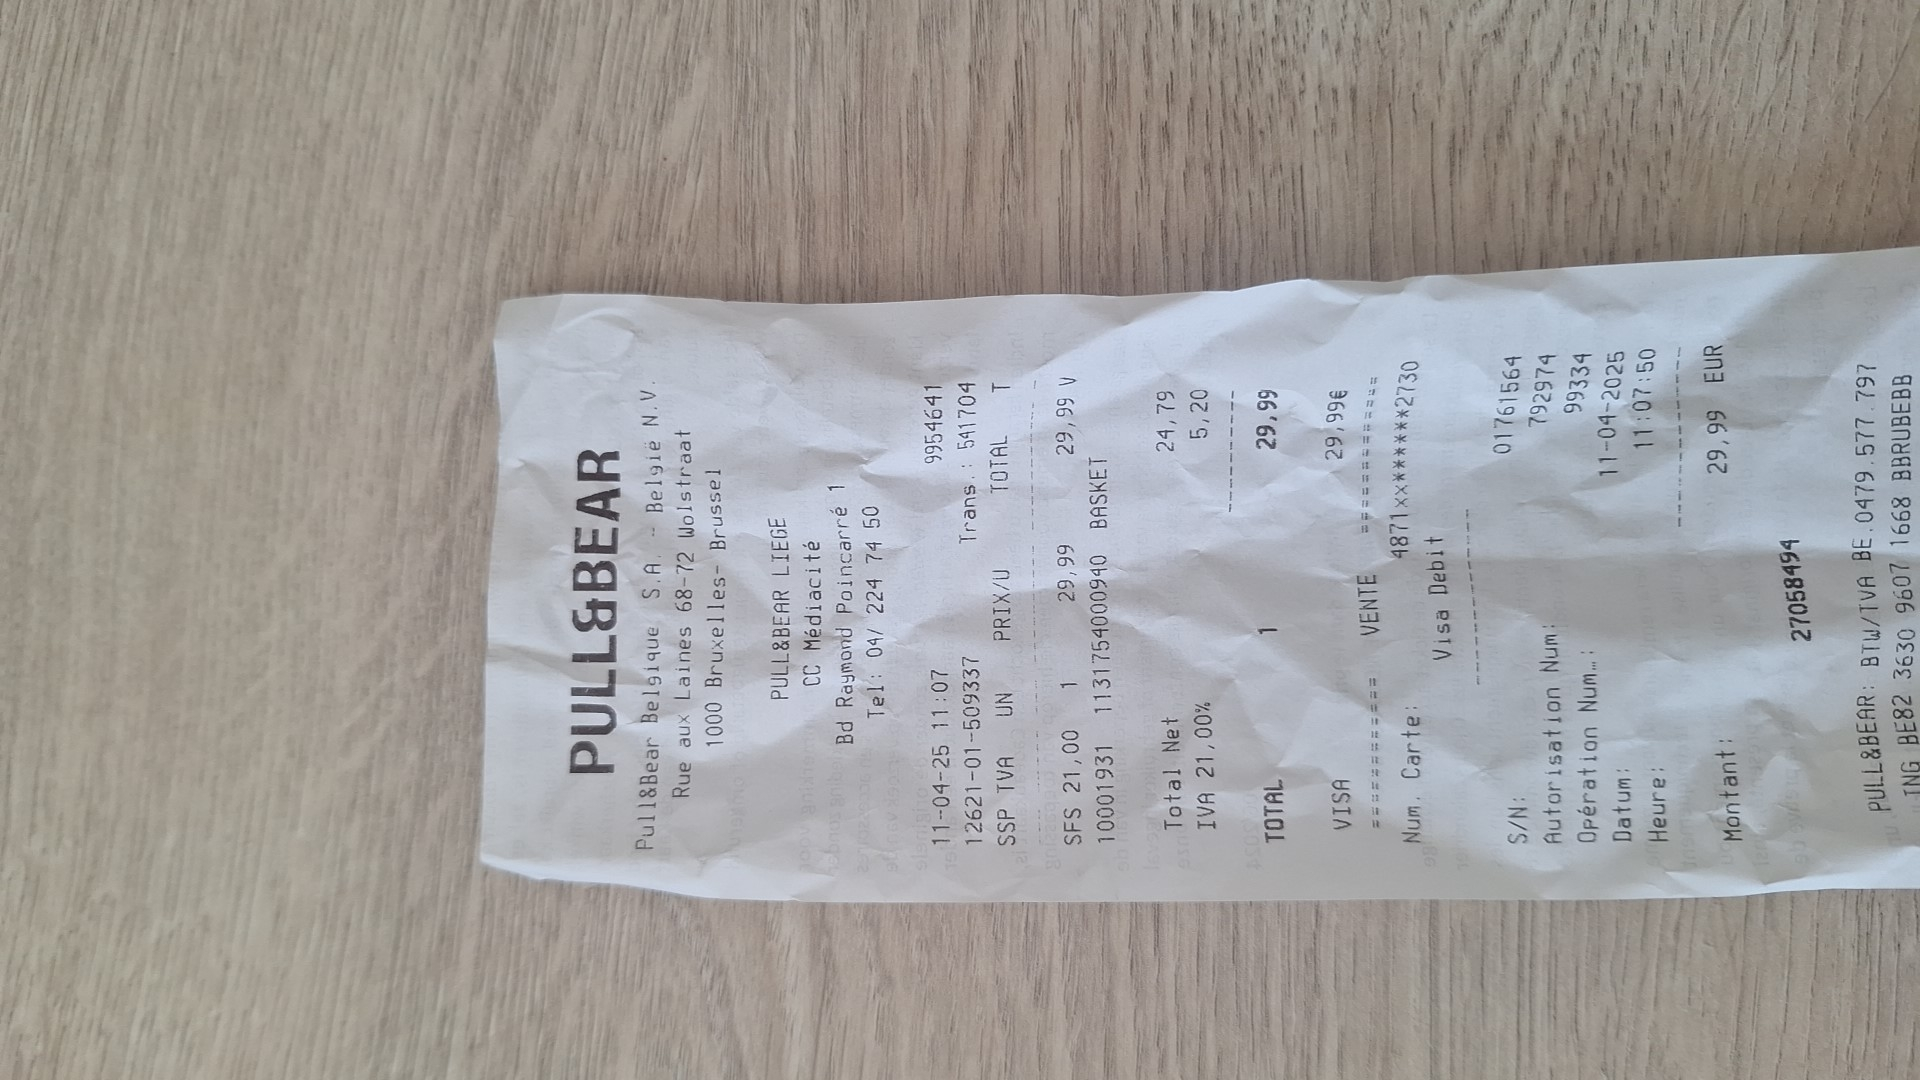 PULL&BEAR
Pull&Bear Belgique S.A. - België N.V.
Rue aux Laines 68-72 Wolstraat
1000 Bruxelles- Brussel
PULL&BEAR LIEGE
CC Médiacité
Bd Raymond Poincarré 1
Tel: 04/ 224 74 50
11-04-25 11:07 9954641
12621-01-509337 Trans.: 541704
SSP TVA UN PRIX/U TOTAL T
SFS 21,00 1 29,99 29,99 V
10001931 1131754000940 BASKET
Total Net 24,79
IVA 21,00% 5,20
TOTAL 1 29,99
VISA 29,99€
=========== VENTE ===========
Num. Carte: 4871xx******2730
Visa Debit
S/N: 01761564
Autorisation Num: 792974
Opération Num…: 99334
Datum: 11-04-2025
Heure: 11:07:50
Montant: 29,99 EUR
27058494
PULL&BEAR: BTW/TVA BE.0479.577.797
ING BE82 3630 9607 1668 BBRUBEBB